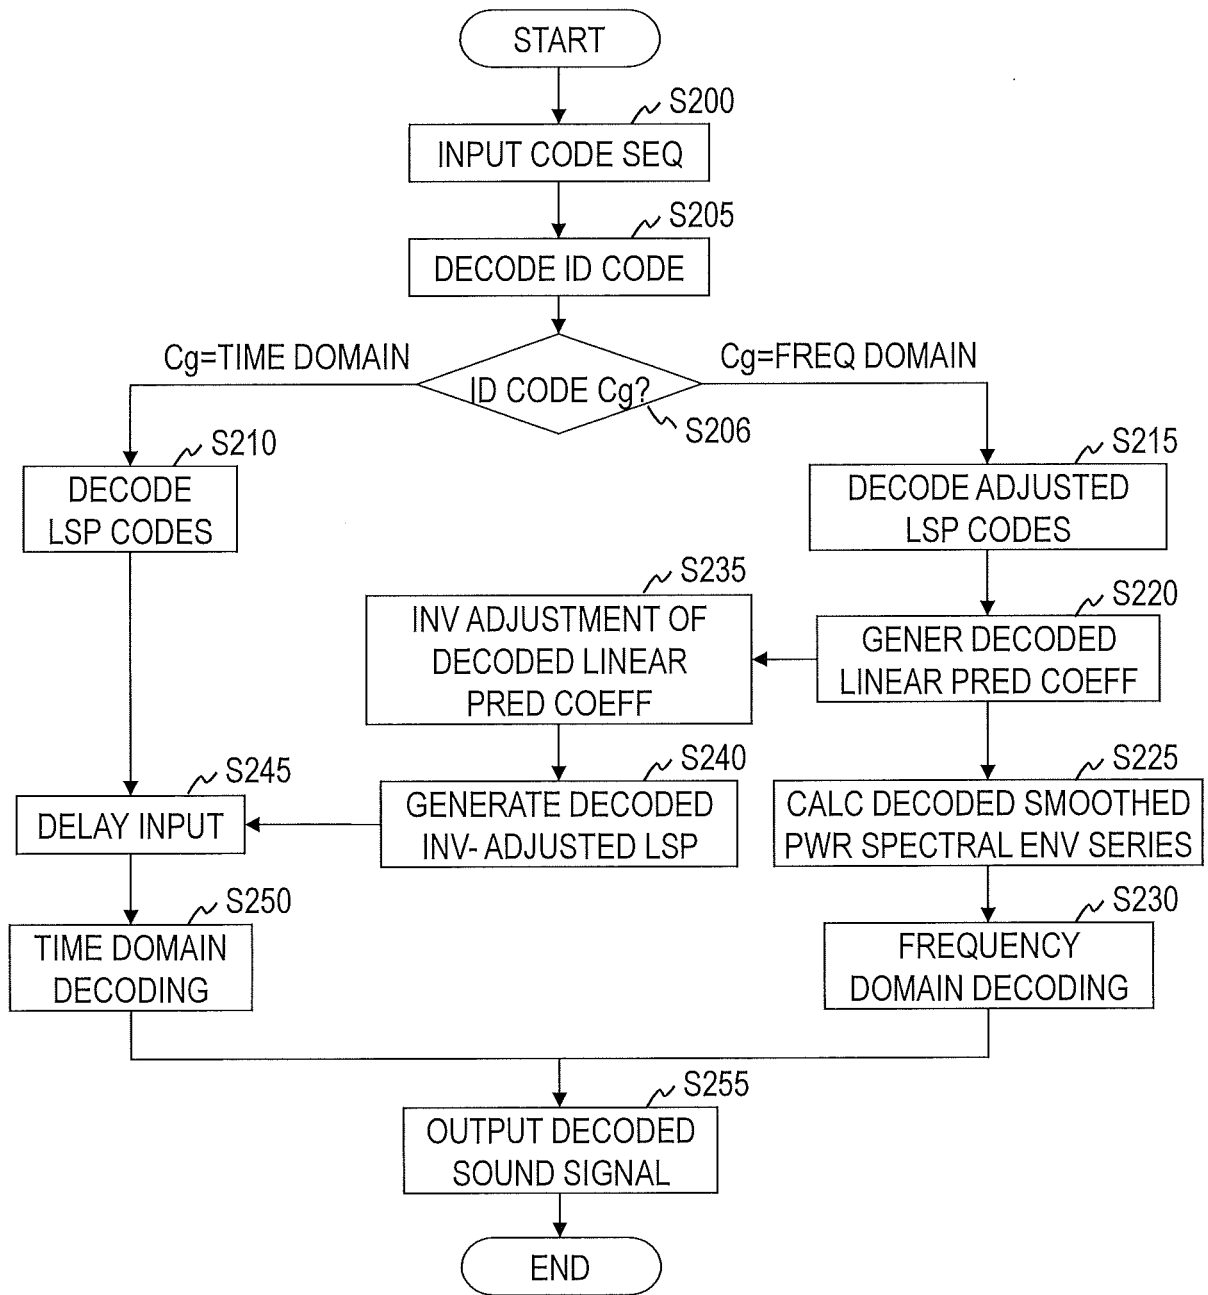 START
S200
INPUT CODE SEQ
S205
DECODE ID CODE
Cg=TIME DOMAIN
Cg=FREQ DOMAIN
ID CODE Cg?
S206
S210
DECODE
LSP CODES
S215
DECODE ADJUSTED
LSP CODES
S235
INV ADJUSTMENT OF
DECODED LINEAR
PRED COEFF
S220
GENER DECODED
LINEAR PRED COEFF
S245
DELAY INPUT
S240
GENERATE DECODED
INV- ADJUSTED LSP
S225
CALC DECODED SMOOTHED
PWR SPECTRAL ENV SERIES
S250
TIME DOMAIN
DECODING
S230
FREQUENCY
DOMAIN DECODING
S255
OUTPUT DECODED
SOUND SIGNAL
END